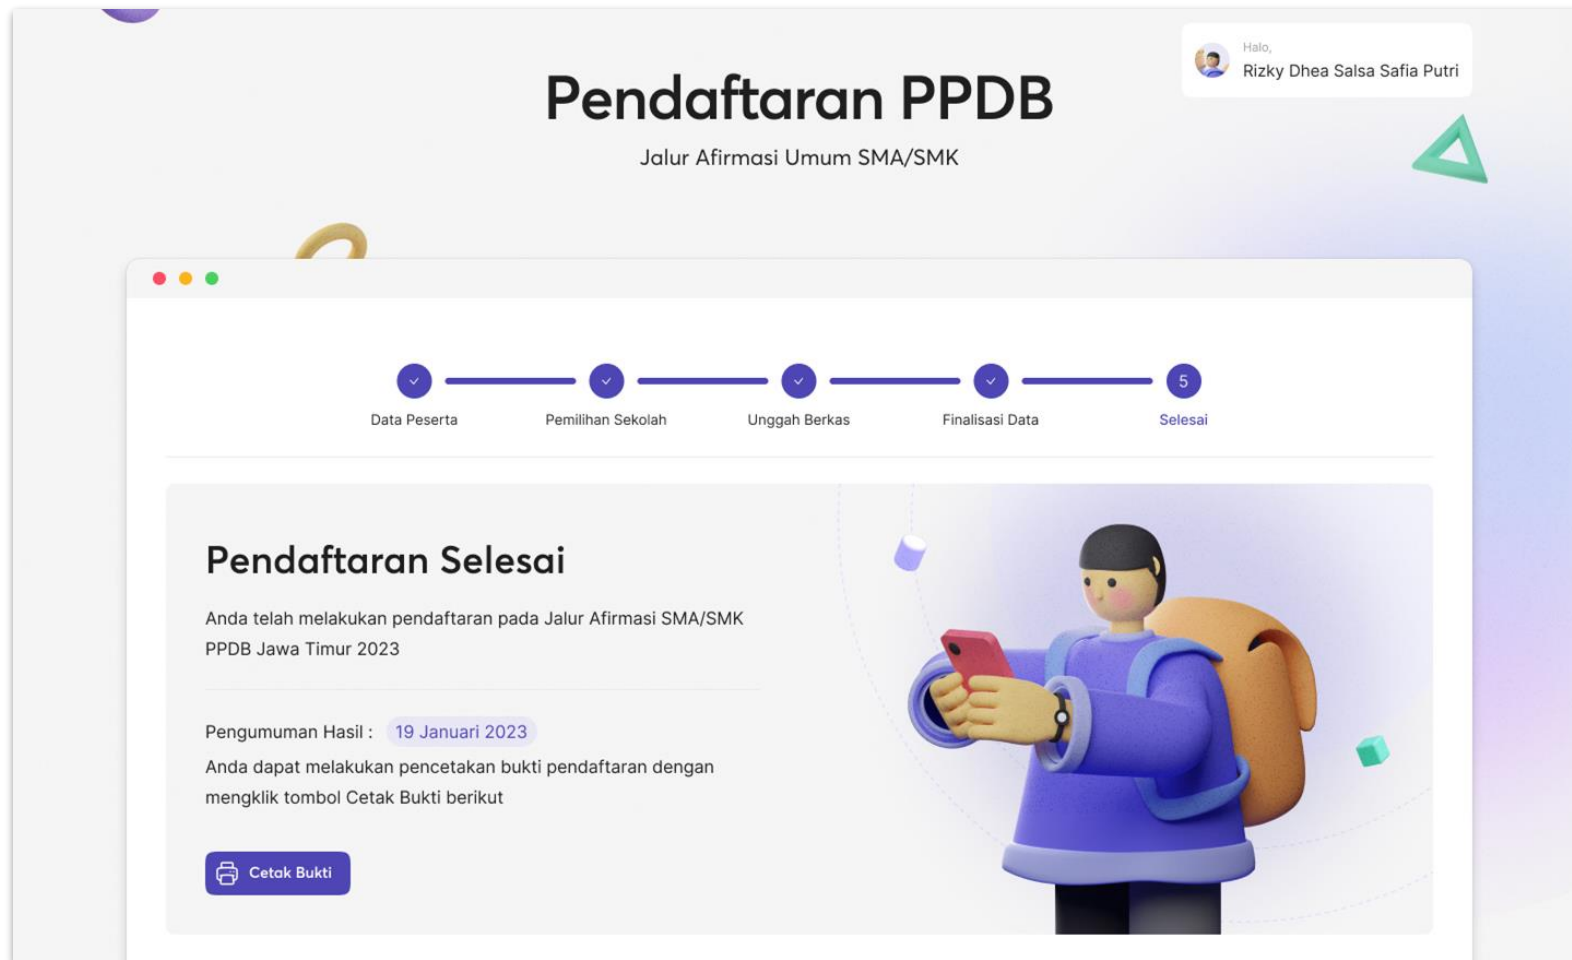 Halo,
Rizky Dhea Salsa Safia Putri
Pendaftaran PPDB
Jalur Afirmasi Umum SMA/SMK
5
Data Peserta
Pemilihan Sekolah
Unggah Berkas
Finalisasi Data
Selesai
Pendaftaran Selesai
Anda telah melakukan pendaftaran pada Jalur Afirmasi SMA/SMK
PPDB Jawa Timur 2023
Pengumuman Hasil : 19 Januari 2023
Anda dapat melakukan pencetakan bukti pendaftaran dengan
mengklik tombol Cetak Bukti berikut
Cetak Bukti